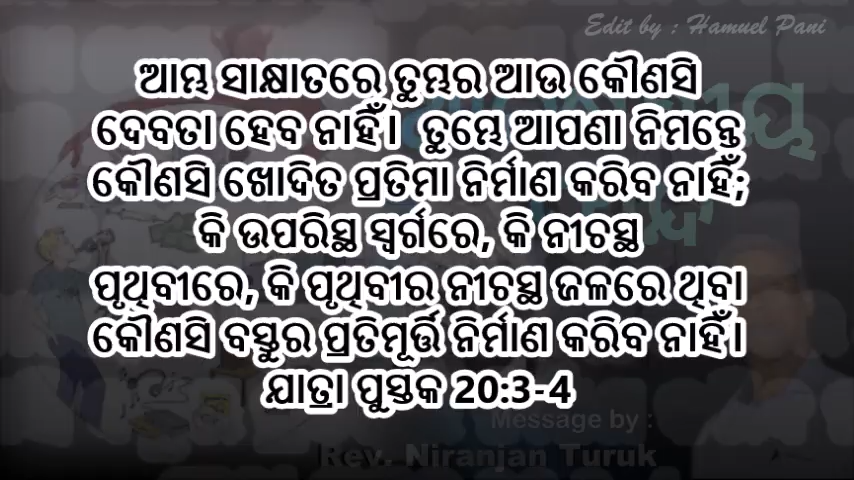 Edit by : Hamuel Pani
ଆମ୍ଭ ସାକ୍ଷାତରେ ତୁମ୍ଭର ଆଉ କୌଣସି
ଦେବତା ହେବ ନାହିଁ। ତୁମ୍ଭେ ଆପଣା ନିମନ୍ତେ
କୌଣସି ଖୋଦିତ ପ୍ରତିମା ନିର୍ମାଣ କରିବ ନାହିଁ;
କି ଉପରିସ୍ଥ ସ୍ୱର୍ଗରେ, କି ନୀଚସ୍ଥ
ପୃଥିବୀରେ, କି ପୃଥିବୀର ନୀଚସ୍ଥ ଜଳରେ ଥିବା
କୌଣସି ବସ୍ତୁର ପ୍ରତିମୂର୍ତ୍ତି ନିର୍ମାଣ କରିବ ନାହିଁ।
ଯାତ୍ରା ପୁସ୍ତକ 20:3-4
Message by :
Rev. Niranjan Turuk